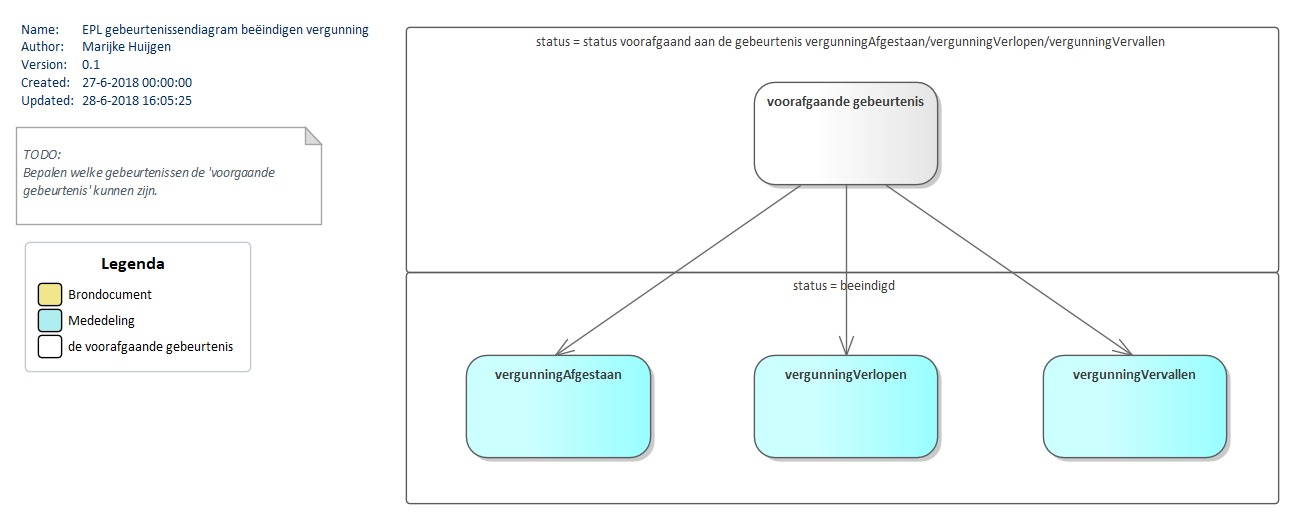 Name: EPL gebeurtenissendiagram beëindigen vergunning
Author: Marijke Huijgen
Version: 0.1
Created: 27-6-2018 00:00:00
Updated: 28-6-2018 16:05:25
TODO:
Bepalen welke gebeurtenissen de 'voorgaande
gebeurtenis' kunnen zijn.
Legenda
Brondocument
Mededeling
de voorafgaande gebeurtenis
status = status voorafgaand aan de gebeurtenis vergunningAfgestaan/vergunningVerlopen/vergunningVervallen
voorafgaande gebeurtenis
status = beeindigd
vergunningAfgestaan
vergunningVerlopen
vergunningVervallen